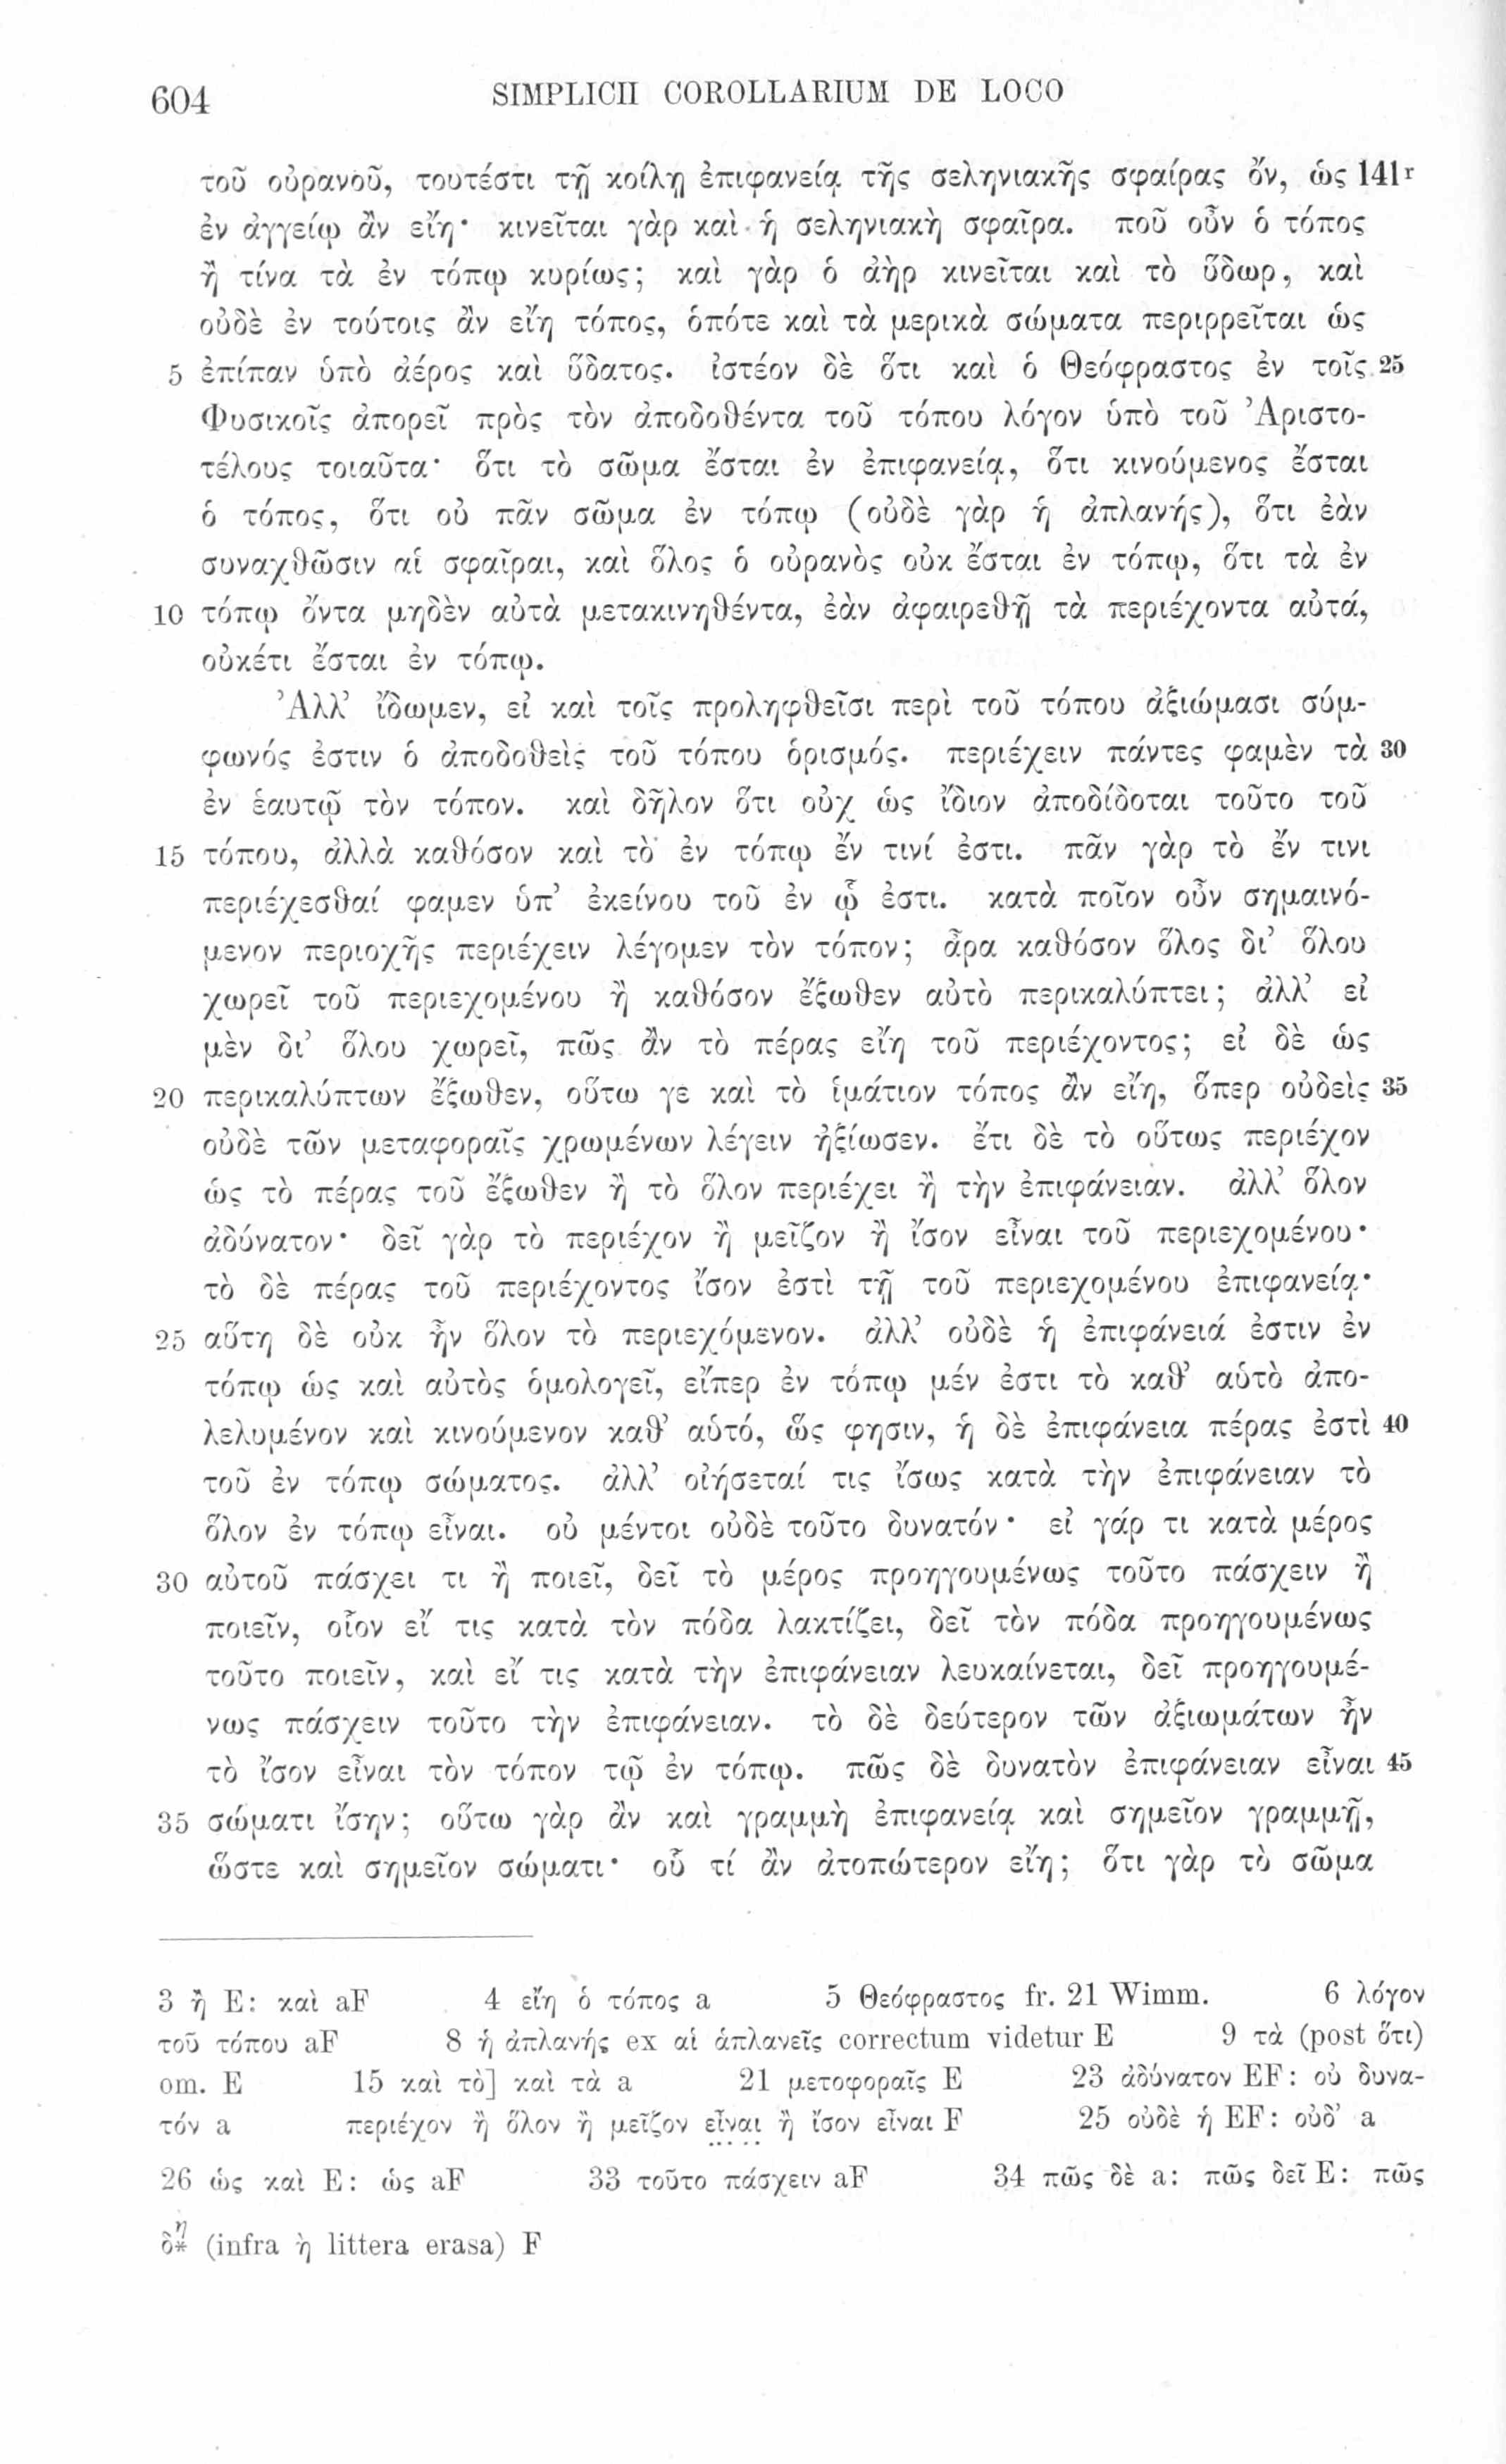 604 SIMPLICII COROLLARIUM DE LOCO
τοῦ οὐρανοῦ, τουτέστι τῇ κοίλῃ ἐπιφανείᾳ τῆς σεληνιακῆς σφαίρας ὄν, ὡς 141r
ἐν ἀγγείῳ ἂν εἴη· κινεῖται γὰρ καὶ ἡ σεληνιακὴ σφαῖρα. ποῦ οὖν ὁ τόπος
ἢ τίνα τὰ ἐν τόπῳ κυρίως; καὶ γὰρ ὁ ἀὴρ κινεῖται καὶ τὸ ὕδωρ, καὶ
οὐδὲ ἐν τούτοις ἂν εἴη τόπος, ὁπότε καὶ τὰ μερικὰ σώματα περιρρεῖται ὡς
5 ἐπίπαν ὑπὸ ἀέρος καὶ ὕδατος. ἰστέον δὲ ὅτι καὶ ὁ Θεόφραστος ἐν τοῖς 25
Φυσικοῖς ἀπορεῖ πρὸς τὸν ἀποδοθέντα τοῦ τόπου λόγον ὑπὸ τοῦ Ἀριστο-
τέλους τοιαῦτα· ὅτι τὸ σῶμα ἔσται ἐν ἐπιφανείᾳ, ὅτι κινούμενος ἔσται
ὁ τόπος, ὅτι οὐ πᾶν σῶμα ἐν τόπῳ (οὐδὲ γὰρ ἡ ἀπλανής), ὅτι ἐὰν
συναχθῶσιν αἱ σφαῖραι, καὶ ὅλος ὁ οὐρανὸς οὐκ ἔσται ἐν τόπῳ, ὅτι τὰ ἐν
10 τόπῳ ὄντα μηδὲν αὐτὰ μετακινηθέντα, ἐὰν ἀφαιρεθῇ τὰ περιέχοντα αὐτά,
οὐκέτι ἔσται ἐν τόπῳ.
Ἀλλ’ ἴδωμεν, εἰ καὶ τοῖς προληφθεῖσι περὶ τοῦ τόπου ἀξιώμασι σύμ-
φωνός ἐστιν ὁ ἀποδοθεὶς τοῦ τόπου ὁρισμός. περιέχειν πάντες φαμὲν τὰ 30
ἐν ἑαυτῷ τὸν τόπον. καὶ δῆλον ὅτι οὐχ ὡς ἴδιον ἀποδίδοται τοῦτο τοῦ
15 τόπου, ἀλλὰ καθόσον καὶ τὸ ἐν τόπῳ ἔν τινί ἐστι. πᾶν γὰρ τὸ ἔν τινι
περιέχεσθαί φαμεν ὑπ’ ἐκείνου τοῦ ἐν ᾧ ἐστι. κατὰ ποῖον οὖν σημαινό-
μενον περιοχῆς περιέχειν λέγομεν τὸν τόπον; ἆρα καθόσον ὅλος δι’ ὅλου
χωρεῖ τοῦ περιεχομένου ἢ καθόσον ἔξωθεν αὐτὸ περικαλύπτει; ἀλλ’ εἰ
μὲν δι’ ὅλου χωρεῖ, πῶς ἂν τὸ πέρας εἴη τοῦ περιέχοντος; εἰ δὲ ὡς
20 περικαλύπτων ἔξωθεν, οὕτω γε καὶ τὸ ἱμάτιον τόπος ἂν εἴη, ὅπερ οὐδεὶς 35
οὐδὲ τῶν μεταφοραῖς χρωμένων λέγειν ἠξίωσεν. ἔτι δὲ τὸ οὕτως περιέχον
ὡς τὸ πέρας τοῦ ἔξωθεν ἢ τὸ ὅλον περιέχει ἢ τὴν ἐπιφάνειαν. ἀλλ’ ὅλον
ἀδύνατον· δεῖ γὰρ τὸ περιέχον ἢ μεῖζον ἢ ἴσον εἶναι τοῦ περιεχομένου·
τὸ δὲ πέρας τοῦ περιέχοντος ἴσον ἐστὶ τῇ τοῦ περιεχομένου ἐπιφανείᾳ·
25 αὕτη δὲ οὐκ ἦν ὅλον τὸ περιεχόμενον. ἀλλ’ οὐδὲ ἡ ἐπιφάνειά ἐστιν ἐν
τόπῳ ὡς καὶ αὐτὸς ὁμολογεῖ, εἴπερ ἐν τόπῳ μέν ἐστι τὸ καθ’ αὑτὸ ἀπο-
λελυμένον καὶ κινούμενον καθ’ αὑτό, ὥς φησιν, ἡ δὲ ἐπιφάνεια πέρας ἐστὶ 40
τοῦ ἐν τόπῳ σώματος. ἀλλ’ οἰήσεταί τις ἴσως κατὰ τὴν ἐπιφάνειαν τὸ
ὅλον ἐν τόπῳ εἶναι. οὐ μέντοι οὐδὲ τοῦτο δυνατόν· εἰ γάρ τι κατὰ μέρος
30 αὐτοῦ πάσχει τι ἢ ποιεῖ, δεῖ τὸ μέρος προηγουμένως τοῦτο πάσχειν ἢ
ποιεῖν, οἷον εἴ τις κατὰ τὸν πόδα λακτίζει, δεῖ τὸν πόδα προηγουμένως
τοῦτο ποιεῖν, καὶ εἴ τις κατὰ τὴν ἐπιφάνειαν λευκαίνεται, δεῖ προηγουμέ-
νως πάσχειν τοῦτο τὴν ἐπιφάνειαν. τὸ δὲ δεύτερον τῶν ἀξιωμάτων ἦν
τὸ ἴσον εἶναι τὸν τόπον τῷ ἐν τόπῳ. πῶς δὲ δυνατὸν ἐπιφάνειαν εἶναι 45
35 σώματι ἴσην; οὕτω γὰρ ἂν καὶ γραμμὴ ἐπιφανείᾳ καὶ σημεῖον γραμμῇ,
ὥστε καὶ σημεῖον σώματι· οὗ τί ἂν ἀτοπώτερον εἴη; ὅτι γὰρ τὸ σῶμα
3 ἢ E: καὶ aF 4 εἴη ὁ τόπος a 5 Θεόφραστος fr. 21 Wimm. 6 λόγον
τοῦ τόπου aF 8 ἡ ἀπλανής ex αἱ ἀπλανεῖς correctum videtur E 9 τὰ (post ὅτι)
om. E 15 καὶ τὸ] καὶ τὰ a 21 μετοφοραῖς E 23 ἀδύνατον EF: οὐ δυνα-
τόν a περιέχον ἢ ὅλον ἢ μεῖζον εἶναι ἢ ἴσον εἶναι F 25 οὐδὲ ἡ EF: οὐδ’ a
26 ὡς καὶ E: ὡς aF 33 τοῦτο πάσχειν aF 34 πῶς δὲ a: πῶς δεῖ E: πῶς
δ*η (infra ὴ littera erasa) F